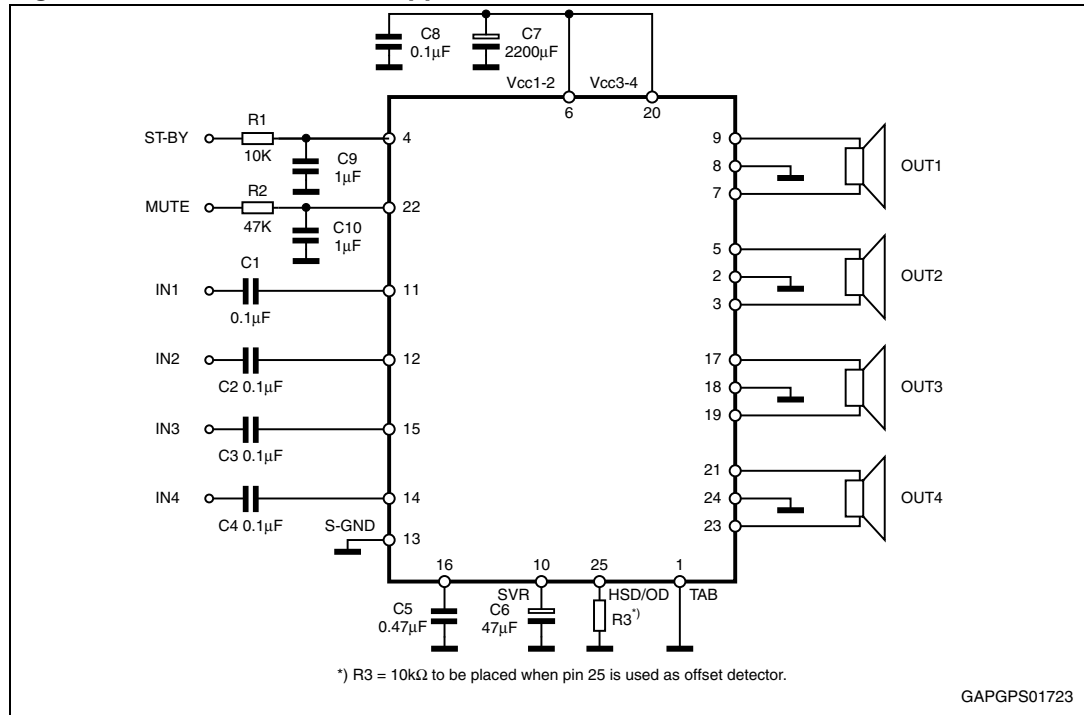 C8
0.1µF
C7
2200µF
Vcc1-2
Vcc3-4
6
20
ST-BY
R1
10K
4
C9
1µF
MUTE
R2
47K
22
C10
1µF
IN1
C1
0.1µF
11
IN2
C2 0.1µF
12
IN3
C3 0.1µF
15
IN4
C4 0.1µF
14
S-GND
13
9
8
7
OUT1
5
2
3
OUT2
17
18
19
OUT3
21
24
23
OUT4
16
10
25
1
SVR
HSD/OD
TAB
C5
0.47µF
C6
47µF
R3*)
*) R3 = 10kΩ to be placed when pin 25 is used as offset detector.
GAPGPS01723